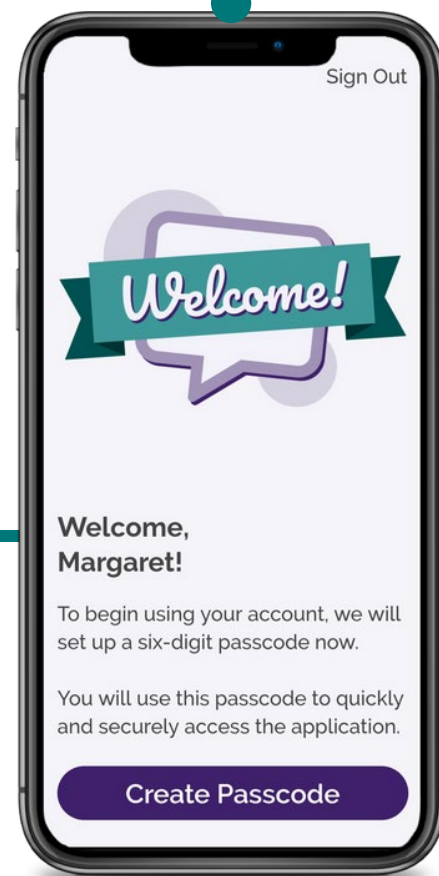 Sign Out
Welcome!
Welcome,
Margaret!
To begin using your account, we will
set up a six-digit passcode now.
You will use this passcode to quickly
and securely access the application.
Create Passcode